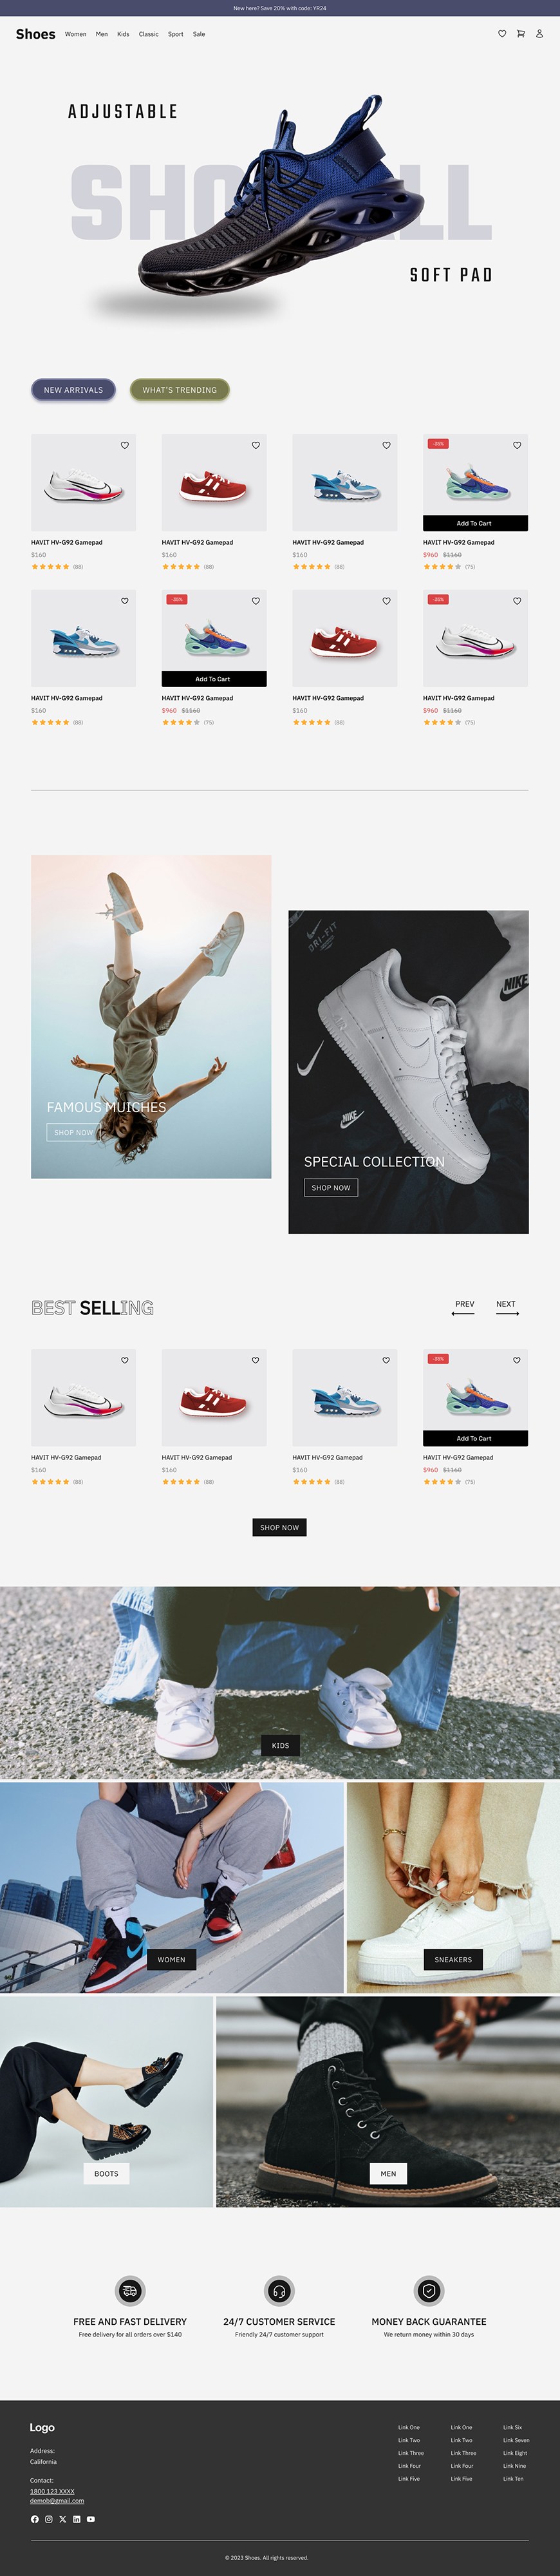 New here? Save 20% with code: YR24
Shoes Women Men Kids Classic Sport Sale
ADJUSTABLE
SHO ALL
SOFT PAD
NEW ARRIVALS WHAT'S TRENDING
-35%
Add To Cart
HAVIT HV-G92 Gamepad HAVIT HV-G92 Gamepad HAVIT HV-G92 Gamepad HAVIT HV-G92 Gamepad
$160 $160 $160 $960 $1160
(88) (88) (88) (75)
-35% -35%
Add To Cart
HAVIT HV-G92 Gamepad HAVIT HV-G92 Gamepad HAVIT HV-G92 Gamepad HAVIT HV-G92 Gamepad
$160 $960 $1160 $160 $960 $1160
(88) (75) (88) (75)
FAMOUS MUICHES
SHOP NOW
DRI-FIT
NIKE
NIKE
SPECIAL COLLECTION
SHOP NOW
BEST SELLING PREV NEXT
-35%
Add To Cart
HAVIT HV-G92 Gamepad HAVIT HV-G92 Gamepad HAVIT HV-G92 Gamepad HAVIT HV-G92 Gamepad
$160 $160 $160 $960 $1160
(88) (88) (88) (75)
SHOP NOW
KIDS
WOMEN
SNEAKERS
BOOTS
MEN
FREE AND FAST DELIVERY 24/7 CUSTOMER SERVICE MONEY BACK GUARANTEE
Free delivery for all orders over $140 Friendly 24/7 customer support We return money within 30 days
Logo
Address:
California
Contact:
1800 123 XXXX
demob@gmail.com
Link One Link One Link Six
Link Two Link Two Link Seven
Link Three Link Three Link Eight
Link Four Link Four Link Nine
Link Five Link Five Link Ten
© 2023 Shoes. All rights reserved.